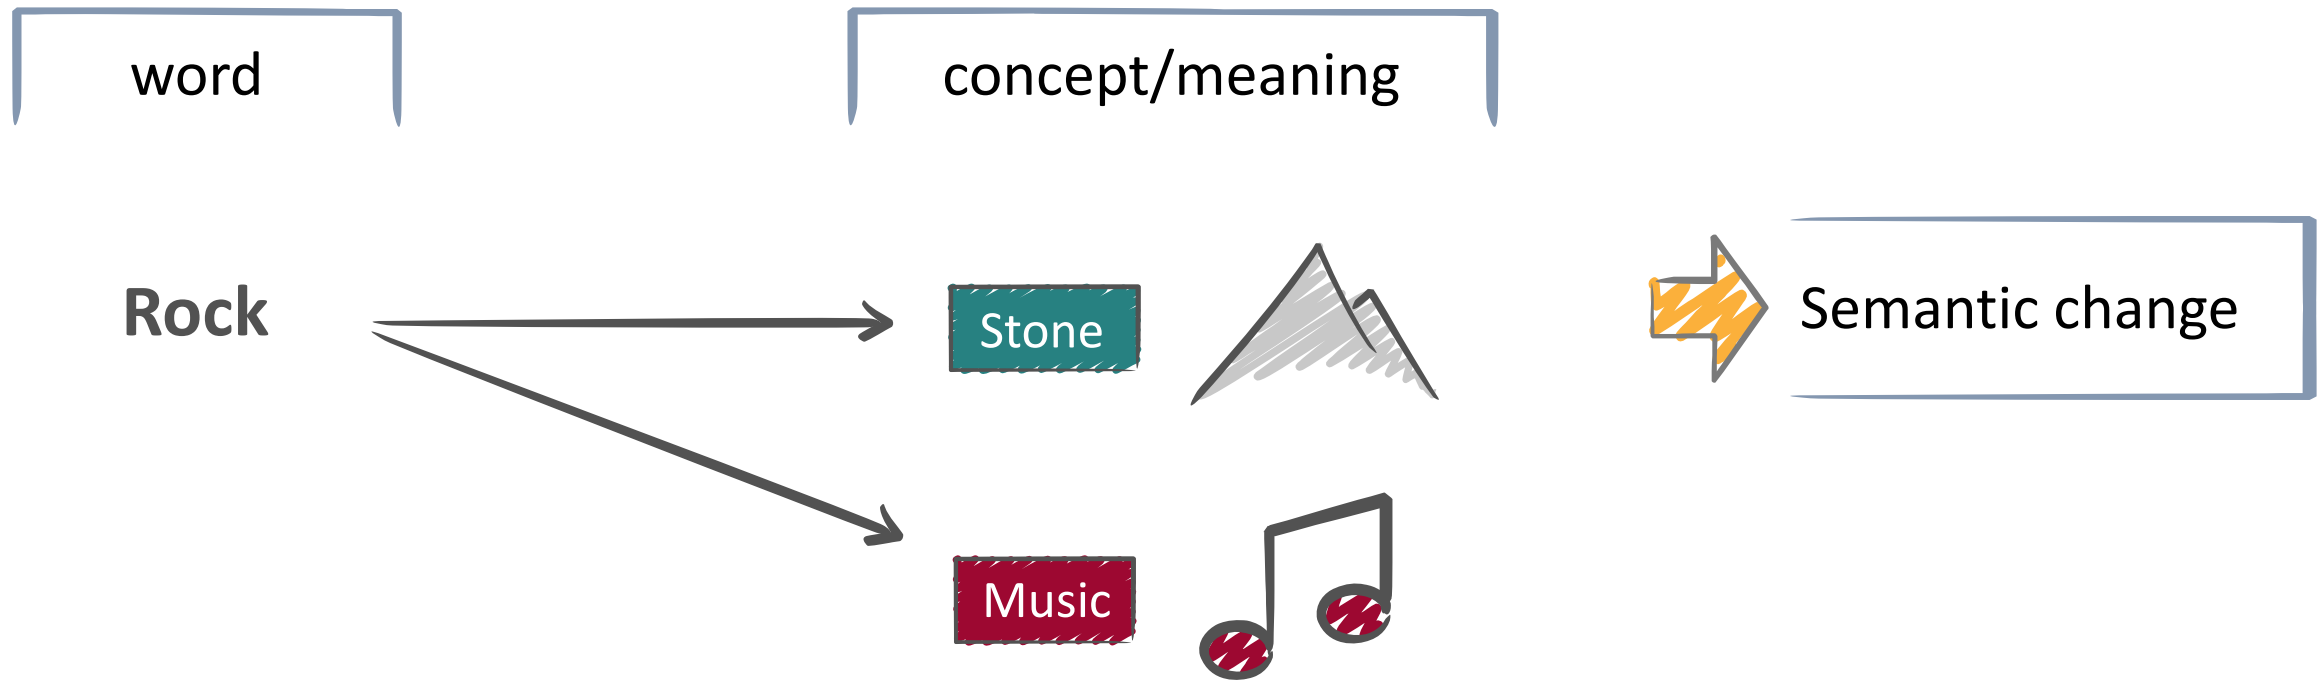 word
concept/meaning
Rock
Stone
Semantic change
Music